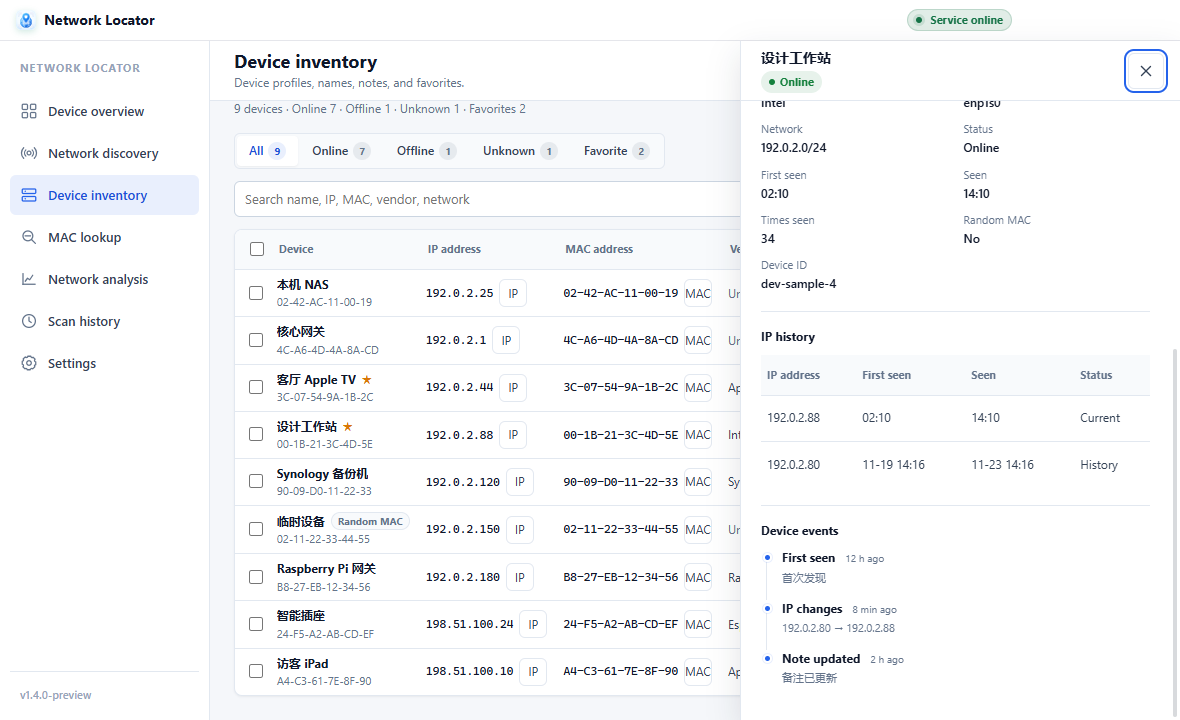 Network Locator
Service online
NETWORK LOCATOR
Device overview
Network discovery
Device inventory
MAC lookup
Network analysis
Scan history
Settings
v1.4.0-preview
Device inventory
Device profiles, names, notes, and favorites.
9 devices · Online 7 · Offline 1 · Unknown 1 · Favorites 2
All 9 Online 7 Offline 1 Unknown 1 Favorite 2
Search name, IP, MAC, vendor, network
Device IP address MAC address
本机 NAS
02-42-AC-11-00-19
192.0.2.25 IP 02-42-AC-11-00-19 MAC
核心网关
4C-A6-4D-4A-8A-CD
192.0.2.1 IP 4C-A6-4D-4A-8A-CD MAC
客厅 Apple TV ★
3C-07-54-9A-1B-2C
192.0.2.44 IP 3C-07-54-9A-1B-2C MAC
设计工作站 ★
00-1B-21-3C-4D-5E
192.0.2.88 IP 00-1B-21-3C-4D-5E MAC
Synology 备份机
90-09-D0-11-22-33
192.0.2.120 IP 90-09-D0-11-22-33 MAC
临时设备 Random MAC
02-11-22-33-44-55
192.0.2.150 IP 02-11-22-33-44-55 MAC
Raspberry Pi 网关
B8-27-EB-12-34-56
192.0.2.180 IP B8-27-EB-12-34-56 MAC
智能插座
24-F5-A2-AB-CD-EF
198.51.100.24 IP 24-F5-A2-AB-CD-EF MAC
访客 iPad
A4-C3-61-7E-8F-90
198.51.100.10 IP A4-C3-61-7E-8F-90 MAC
设计工作站
Online
Intel enp1s0
Network Status
192.0.2.0/24 Online
First seen Seen
02:10 14:10
Times seen Random MAC
34 No
Device ID
dev-sample-4
IP history
IP address First seen Seen Status
192.0.2.88 02:10 14:10 Current
192.0.2.80 11-19 14:16 11-23 14:16 History
Device events
First seen 12 h ago
首次发现
IP changes 8 min ago
192.0.2.80 → 192.0.2.88
Note updated 2 h ago
备注已更新